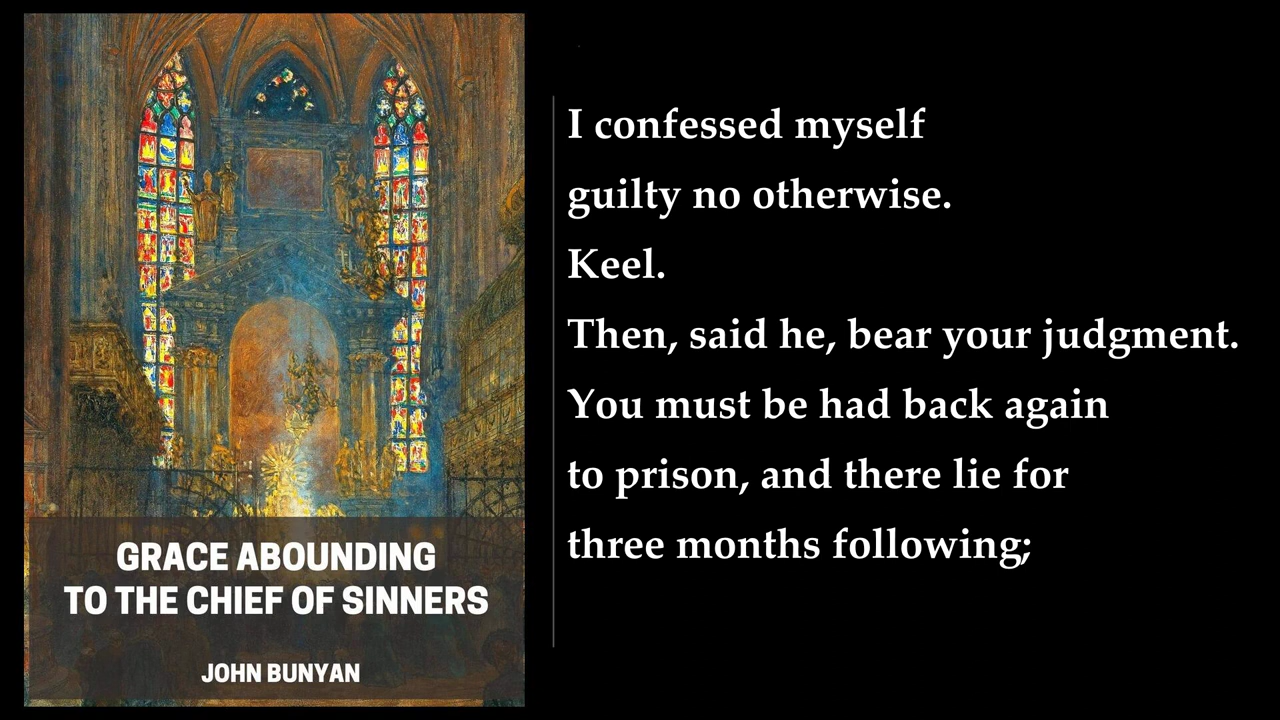 GRACE ABOUNDING
TO THE CHIEF OF SINNERS
JOHN BUNYAN
I confessed myself
guilty no otherwise.
Keel.
Then, said he, bear your judgment.
You must be had back again
to prison, and there lie for
three months following;